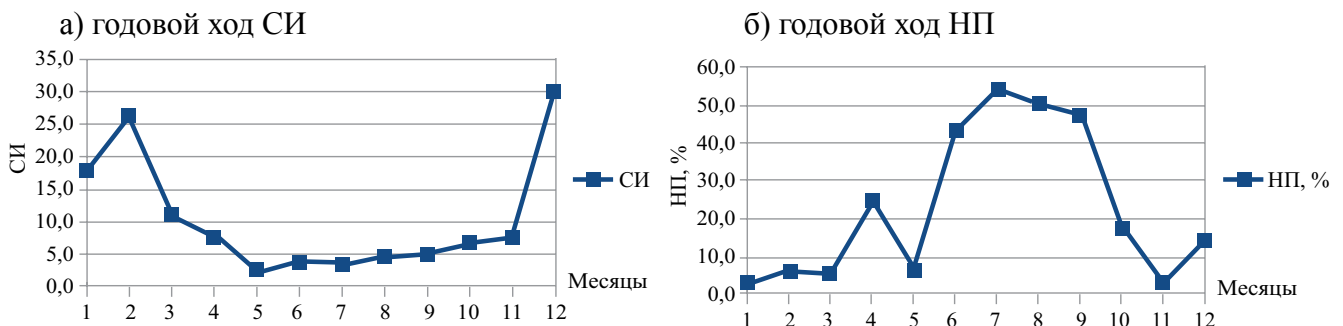 а) годовой ход СИ
35,0
30,0
25,0
20,0
15,0
10,0
5,0
0,0
СИ
1 2 3 4 5 6 7 8 9 10 11 12
Месяцы
СИ
б) годовой ход НП
60,0
50,0
40,0
30,0
20,0
10,0
0,0
НП, %
1 2 3 4 5 6 7 8 9 10 11 12
Месяцы
НП, %